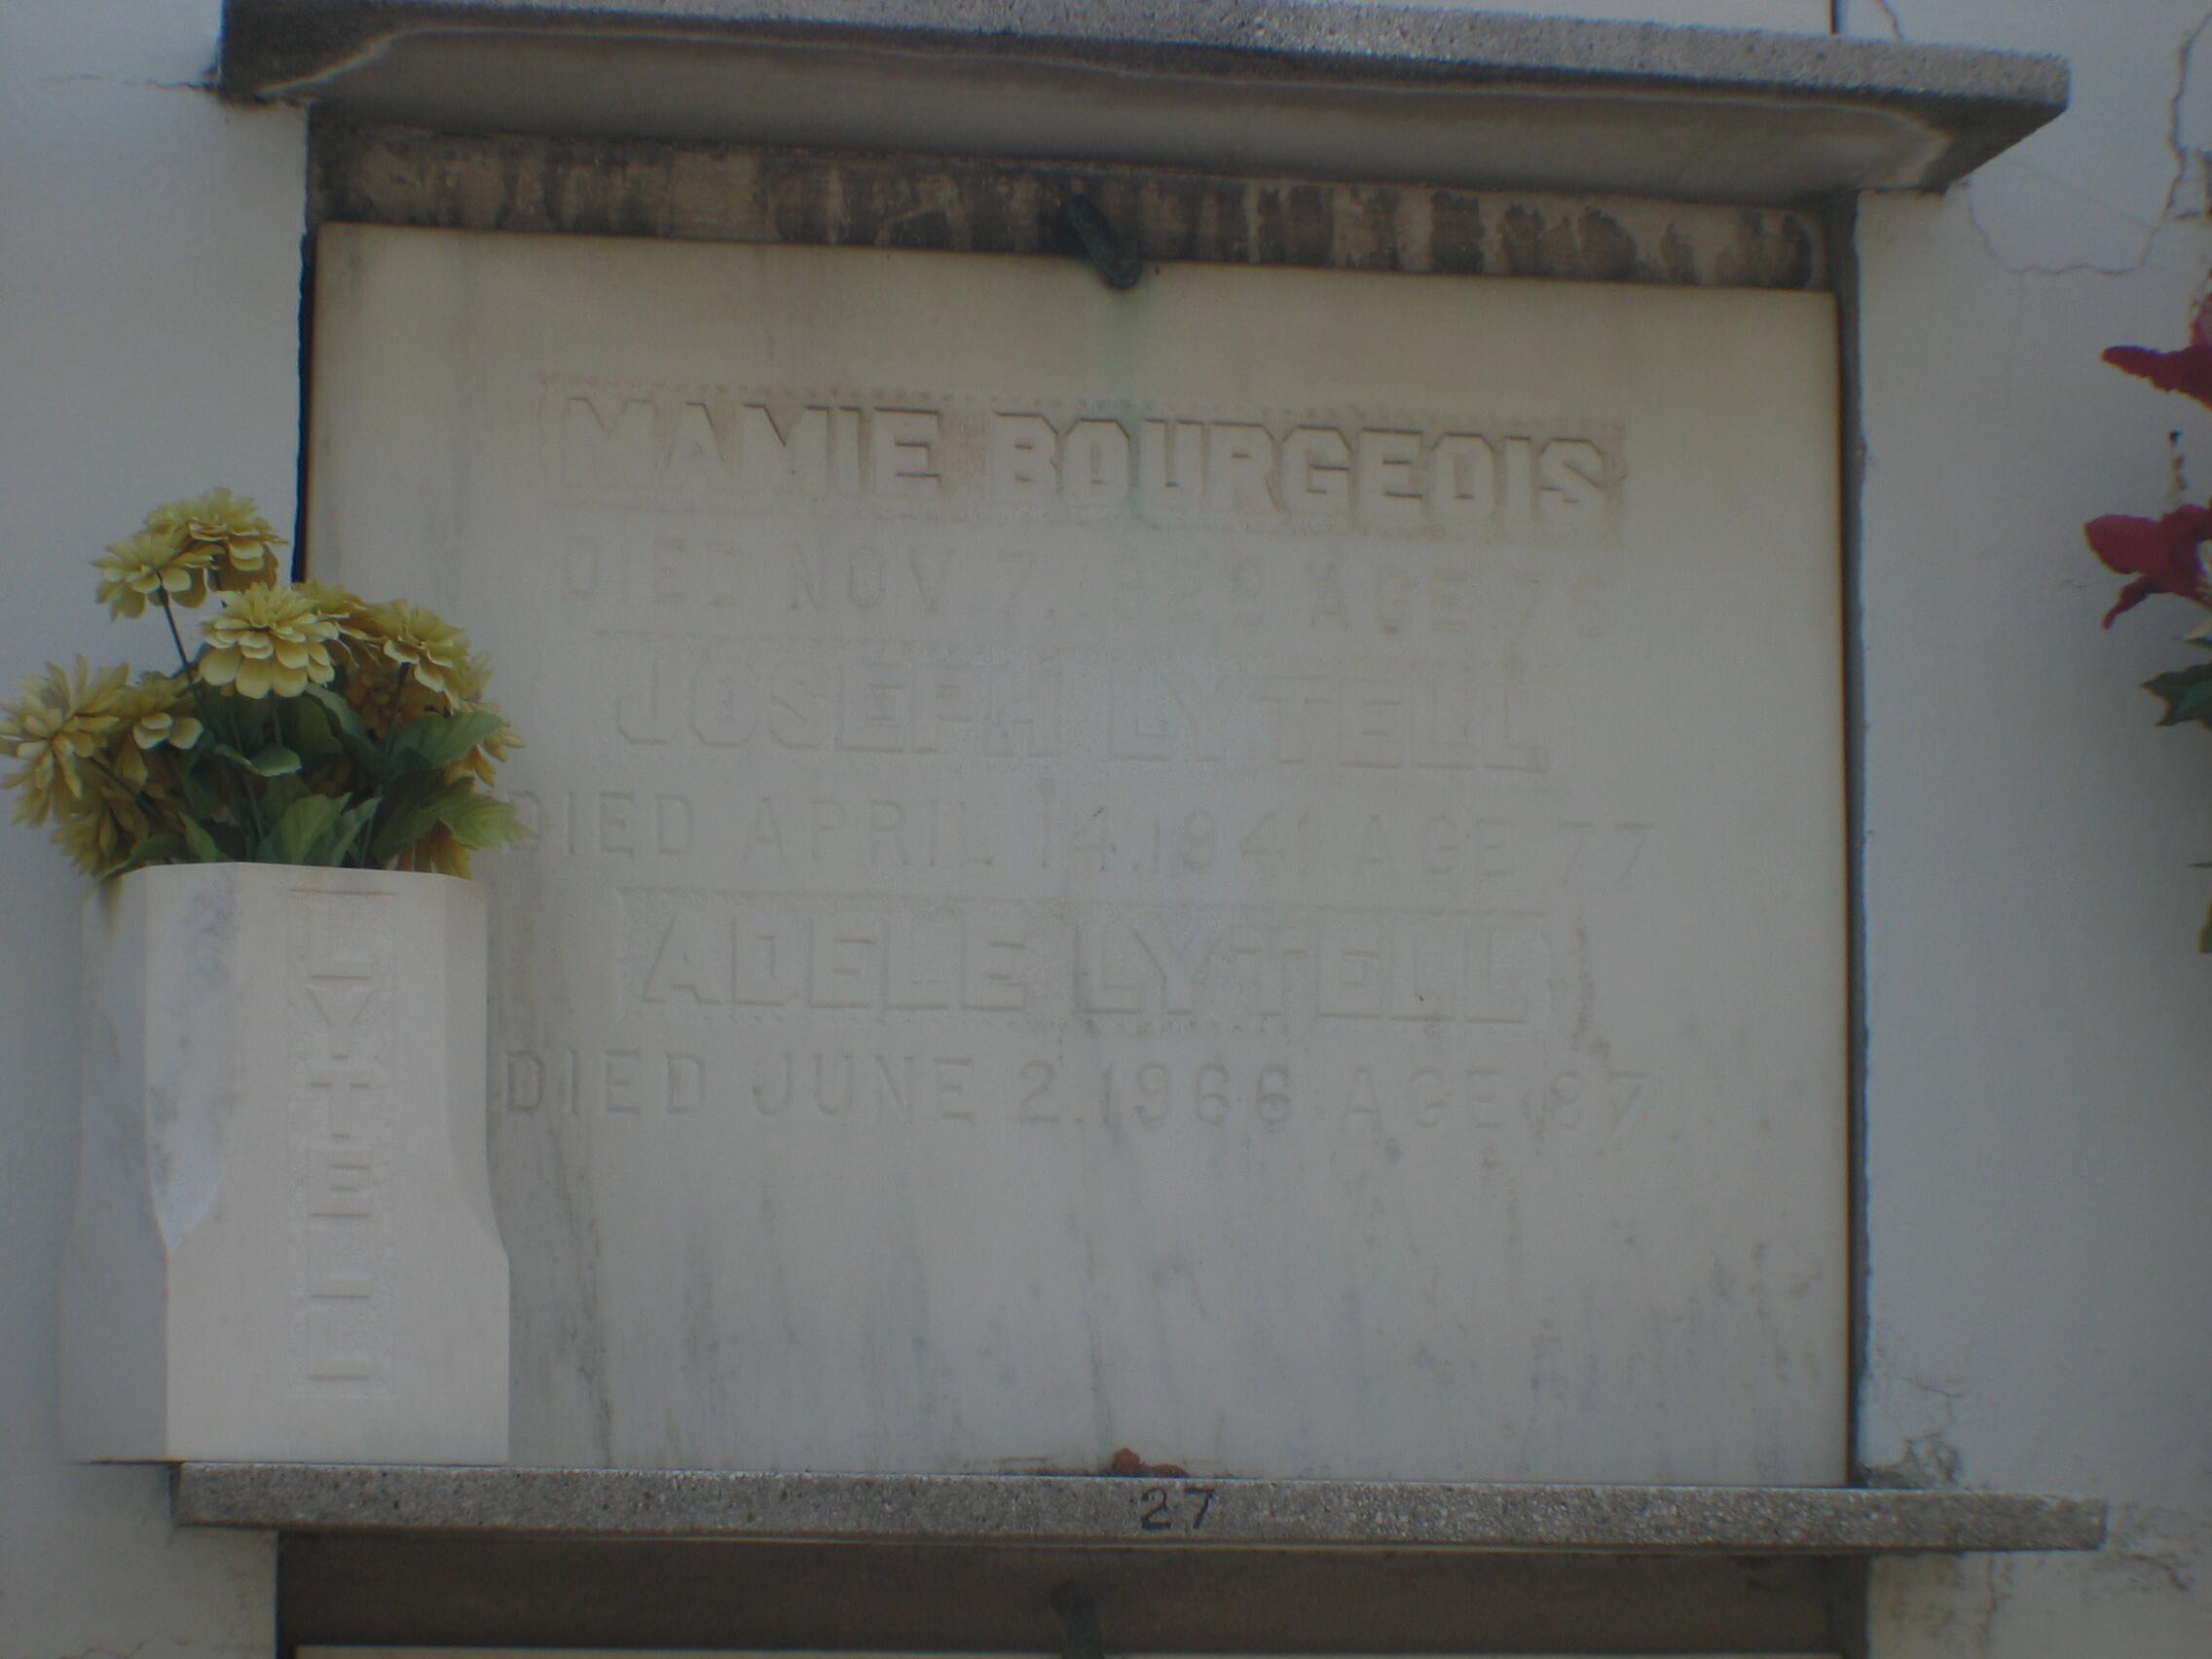 MAMIE BOURGEOIS
DIED NOV 7. AGE
JOSEPH LYTELL
DIED APRIL 14.1941 AGE 77
ADELE LYTELL
DIED JUNE 2.1966 AGE 87
LYTELL
27